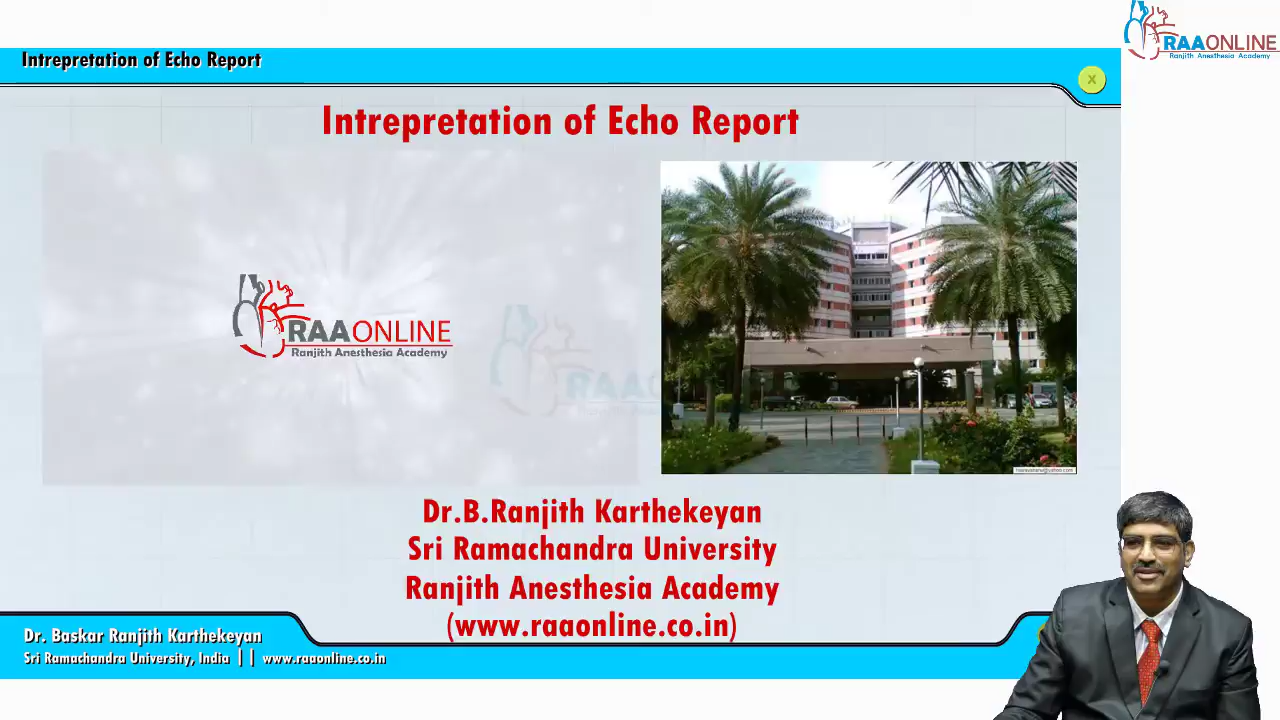 Intrepretation of Echo Report
RAAONLINE
Ranjith Anesthesia Academy
X
Intrepretation of Echo Report
RAAONLINE
Ranjith Anesthesia Academy
Dr.B.Ranjith Karthekeyan
Sri Ramachandra University
Ranjith Anesthesia Academy
(www.raaonline.co.in)
Dr. Baskar Ranjith Karthekeyan
Sri Ramachandra University, India || www.raaonline.co.in